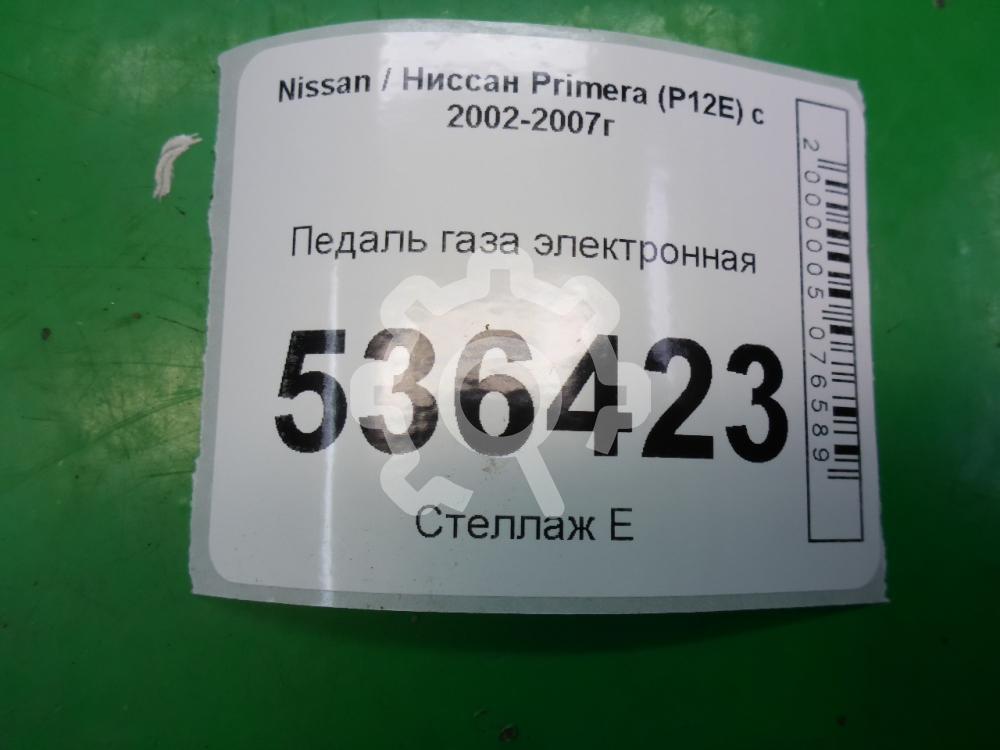 Nissan / Ниссан Primera (P12E) с
2002-2007г
Педаль газа электронная
536423
Стеллаж Е
2000005076589